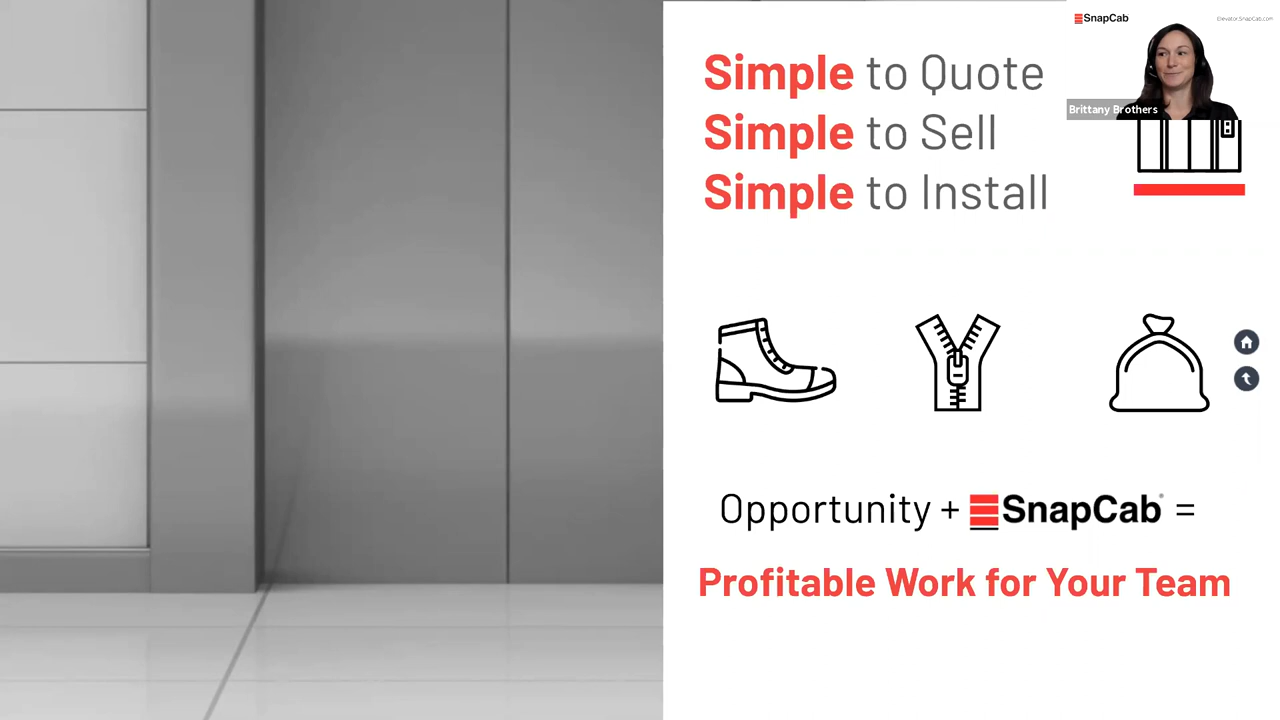 SnapCab
Elevator.SnapCab.com
Brittany Brothers
Simple to Quote
Simple to Sell
Simple to Install
Opportunity + SnapCab® =
Profitable Work for Your Team